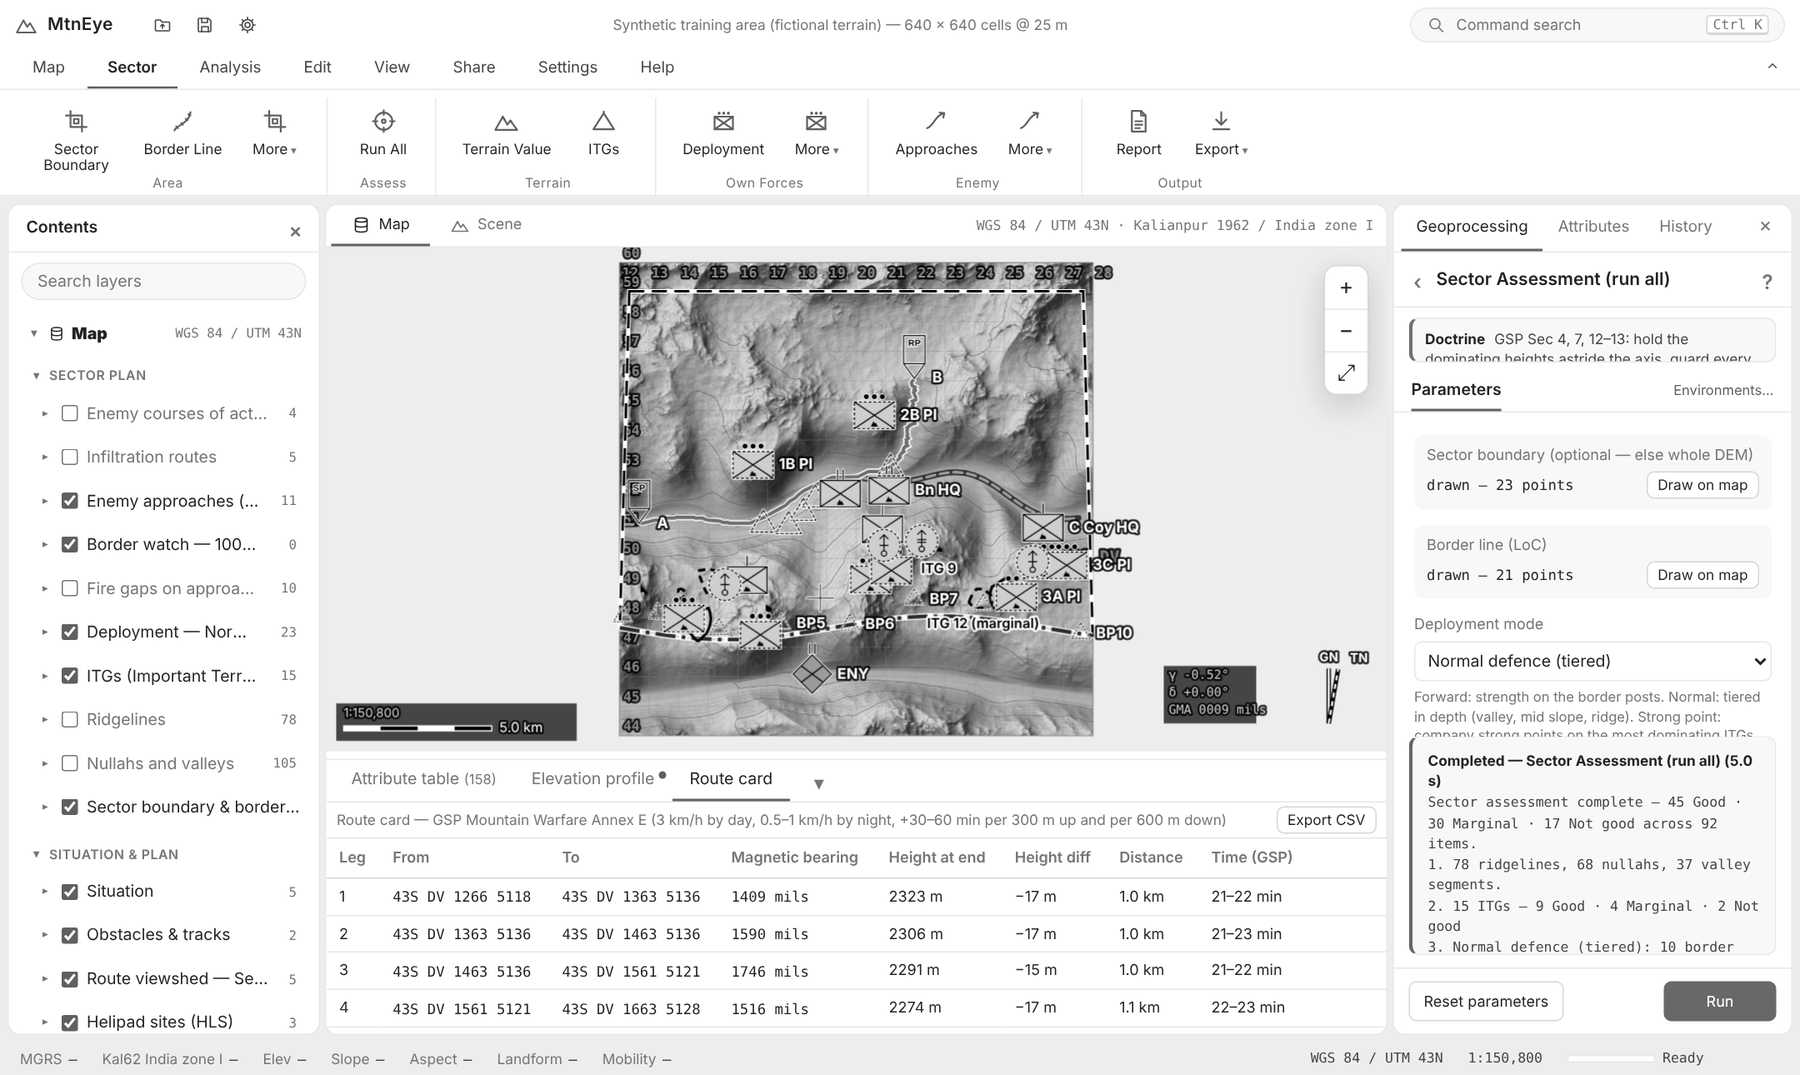 MtnEye
Synthetic training area (fictional terrain) — 640 × 640 cells @ 25 m
Command search
Ctrl K
Map
Sector
Analysis
Edit
View
Share
Settings
Help
Sector Boundary
Border Line
More ▾
Area
Run All
Assess
Terrain Value
ITGs
Terrain
Deployment
More ▾
Own Forces
Approaches
More ▾
Enemy
Report
Export ▾
Output
Contents
×
Search layers
Map
WGS 84 / UTM 43N
SECTOR PLAN
Enemy courses of act... 4
Infiltration routes 5
Enemy approaches (... 11
Border watch — 100... 0
Fire gaps on approa... 10
Deployment — Nor... 23
ITGs (Important Terr... 15
Ridgelines 78
Nullahs and valleys 105
Sector boundary & border...
SITUATION & PLAN
Situation 5
Obstacles & tracks 2
Route viewshed — Se... 5
Helipad sites (HLS) 3
Map
Scene
WGS 84 / UTM 43N · Kalianpur 1962 / India zone I
60
12 13 14 15 16 17 18 19 20 21 22 23 24 25 26 27 28
59
RP
B
2B Pl
1B Pl
53
SP
A
Bn HQ
C Coy HQ
50
DV
3C Pl
ITG 9
49
BP7
3A Pl
48
BP5
BP6
ITG 12 (marginal)
BP10
47
46
ENY
45
44
+
−
GN TN
γ -0.52°
δ +0.00°
GMA 0009 mils
1:150,800
5.0 km
Attribute table (158)
Elevation profile
Route card
Route card — GSP Mountain Warfare Annex E (3 km/h by day, 0.5–1 km/h by night, +30–60 min per 300 m up and per 600 m down)
Export CSV
Leg From To Magnetic bearing Height at end Height diff Distance Time (GSP)
1 43S DV 1266 5118 43S DV 1363 5136 1409 mils 2323 m −17 m 1.0 km 21–22 min
2 43S DV 1363 5136 43S DV 1463 5136 1590 mils 2306 m −17 m 1.0 km 21–23 min
3 43S DV 1463 5136 43S DV 1561 5121 1746 mils 2291 m −15 m 1.0 km 21–22 min
4 43S DV 1561 5121 43S DV 1663 5128 1516 mils 2274 m −17 m 1.1 km 22–23 min
Geoprocessing
Attributes
History
×
‹ Sector Assessment (run all) ?
Doctrine GSP Sec 4, 7, 12–13: hold the
dominating heights astride the axis, guard every
Parameters
Environments...
Sector boundary (optional — else whole DEM)
drawn — 23 points
Draw on map
Border line (LoC)
drawn — 21 points
Draw on map
Deployment mode
Normal defence (tiered)
Forward: strength on the border posts. Normal: tiered
in depth (valley, mid slope, ridge). Strong point:
company strong points on the most dominating ITGs.
Completed — Sector Assessment (run all) (5.0
s)
Sector assessment complete — 45 Good ·
30 Marginal · 17 Not good across 92
items.
1. 78 ridgelines, 68 nullahs, 37 valley
segments.
2. 15 ITGs — 9 Good · 4 Marginal · 2 Not
good
3. Normal defence (tiered): 10 border
Reset parameters
Run
MGRS —
Kal62 India zone I —
Elev —
Slope —
Aspect —
Landform —
Mobility —
WGS 84 / UTM 43N
1:150,800
Ready